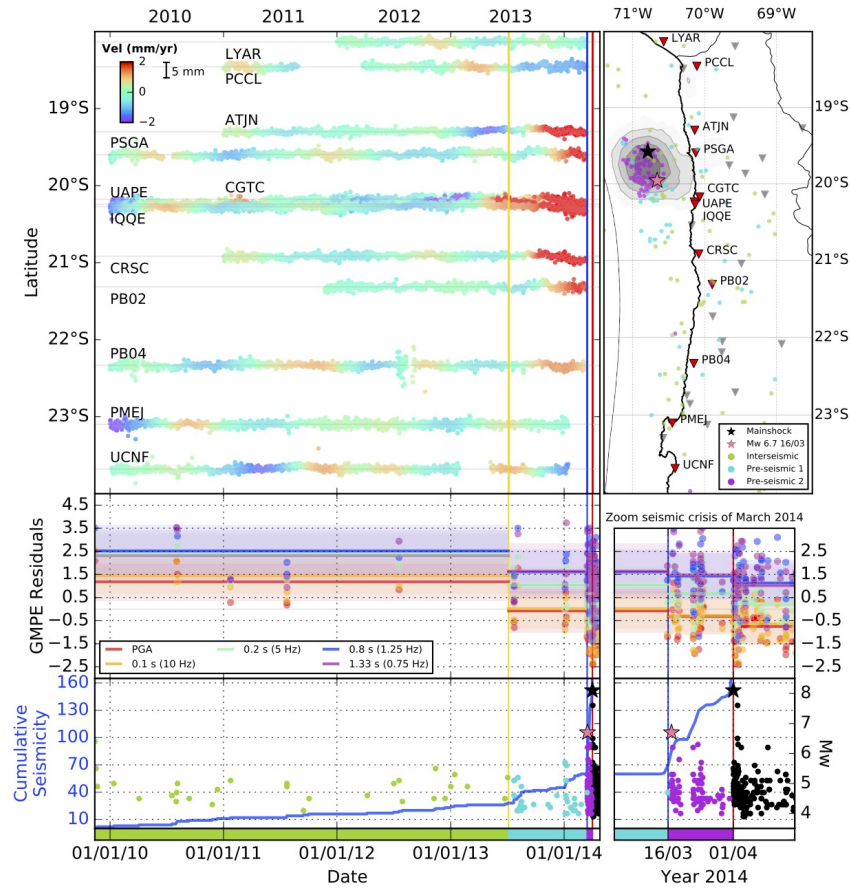 2010 2011 2012 2013
71°W 70°W 69°W
Vel (mm/yr)
2
0
−2
5 mm
LYAR
PCCL
ATJN
PSGA
UAPE
CGTC
IQQE
CRSC
PB02
PB04
PMEJ
UCNF
Latitude
19°S
20°S
21°S
22°S
23°S
LYAR
PCCL
ATJN
PSGA
CGTC
UAPE
IQQE
CRSC
PB02
PB04
PMEJ
UCNF
19°S
20°S
21°S
22°S
23°S
Mainshock
Mw 6.7 16/03
Interseismic
Pre-seismic 1
Pre-seismic 2
GMPE Residuals
4.5
3.5
2.5
1.5
0.5
−0.5
−1.5
−2.5
PGA
0.1 s (10 Hz)
0.2 s (5 Hz)
0.8 s (1.25 Hz)
1.33 s (0.75 Hz)
Zoom seismic crisis of March 2014
2.5
1.5
0.5
−0.5
−1.5
−2.5
Cumulative
Seismicity
160
130
100
70
40
10
8
7
6
5
4
Mw
01/01/10 01/01/11 01/01/12 01/01/13 01/01/14
Date
16/03 01/04
Year 2014